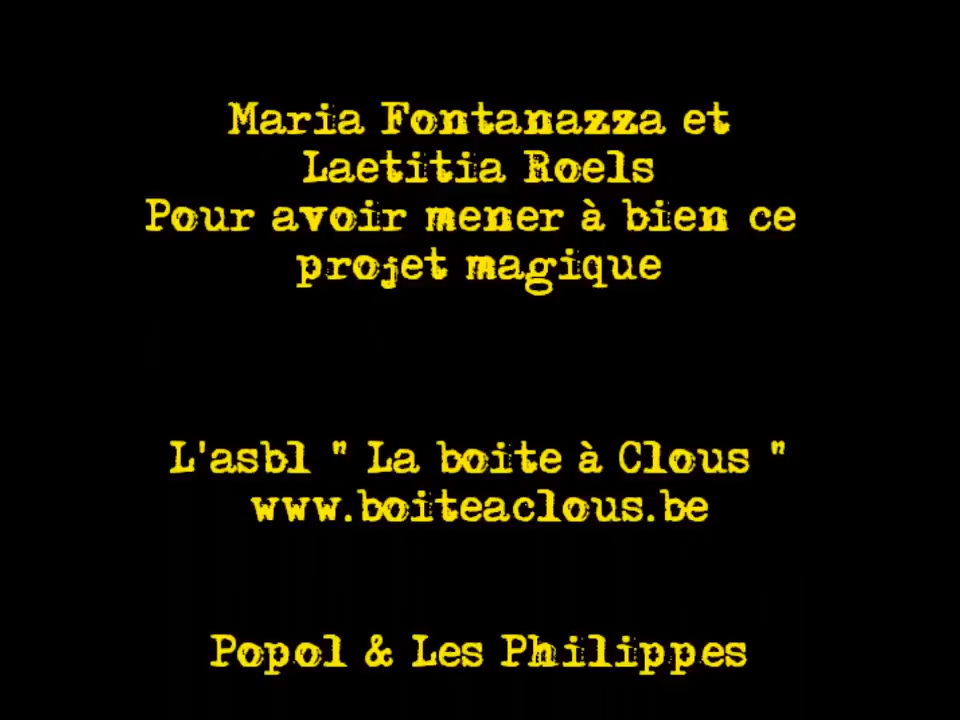 Maria Fontanazza et
Laetitia Roels
Pour avoir mener à bien ce
projet magique
L'asbl " La boite à Clous "
www.boiteaclous.be
Popol & Les Philippes